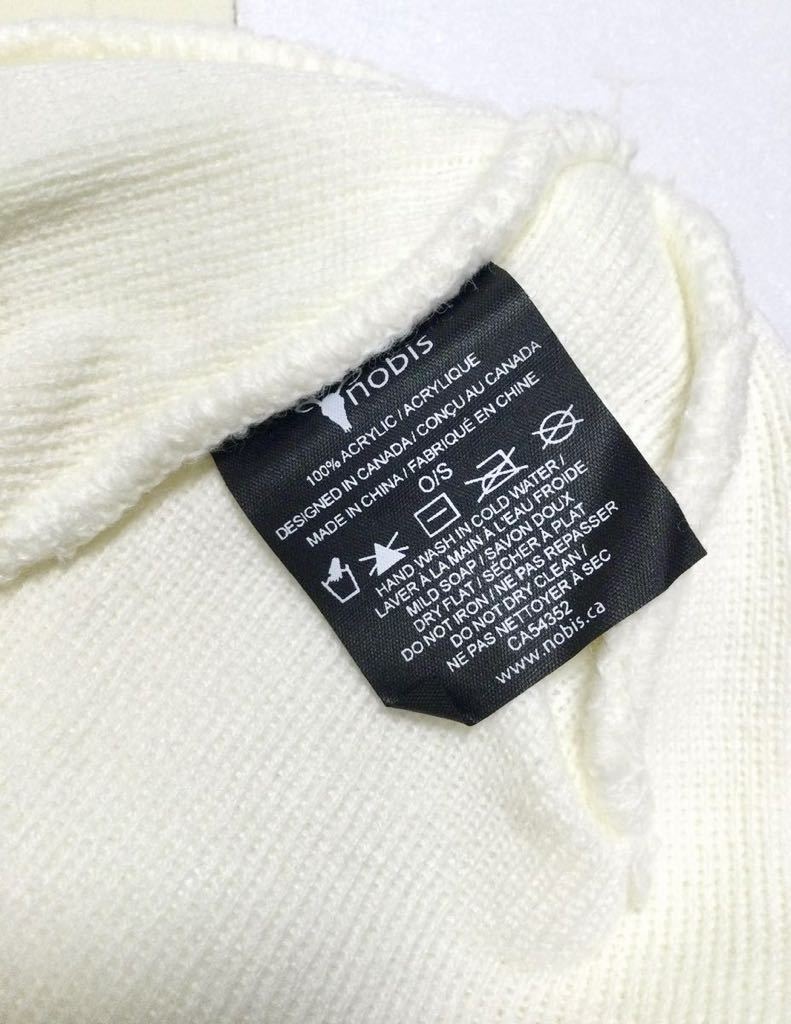 nobis
100% ACRYLIC / ACRYLIQUE
DESIGNED IN CANADA / CONÇU AU CANADA
MADE IN CHINA / FABRIQUÉ EN CHINE
O/S
HAND WASH IN COLD WATER /
LAVER À LA MAIN À L'EAU FROIDE
MILD SOAP / SAVON DOUX
DRY FLAT / SÉCHER À PLAT
DO NOT IRON / NE PAS REPASSER
DO NOT DRY CLEAN /
NE PAS NETTOYER À SEC
CA54352
www.nobis.ca